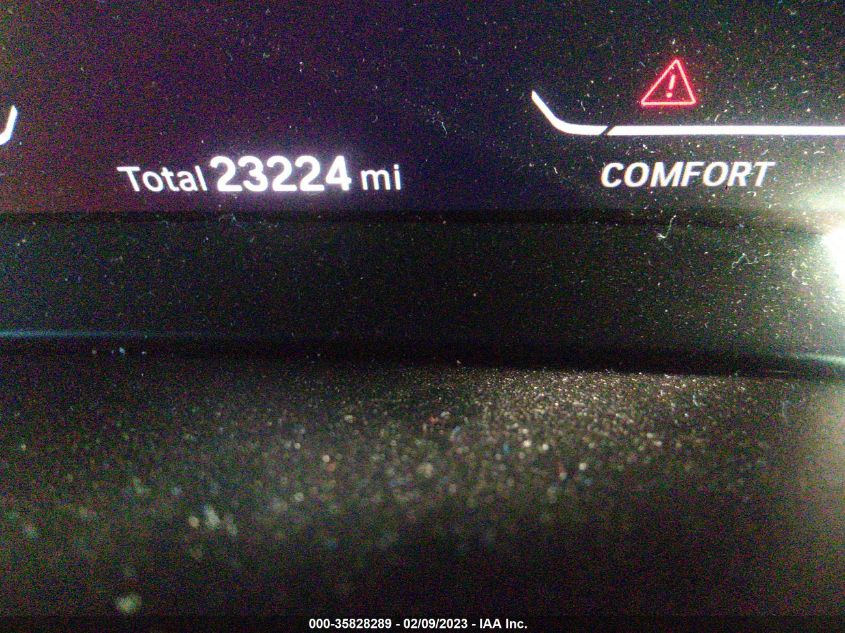 Total 23224 mi
COMFORT
000-35828289 - 02/09/2023 - IAA Inc.